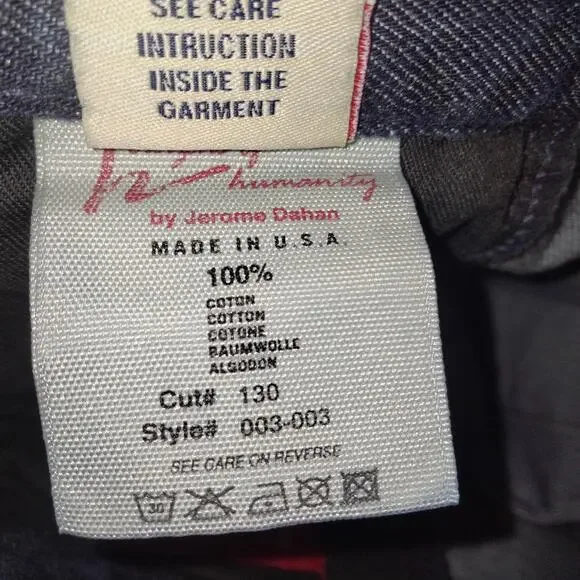 SEE CARE
INTRUCTION
INSIDE THE
GARMENT
humanity
by Jerome Dahan
MADE IN U.S.A.
100%
COTON
COTTON
COTONE
BAUMWOLLE
ALGODON
Cut# 130
Style# 003-003
SEE CARE ON REVERSE
30